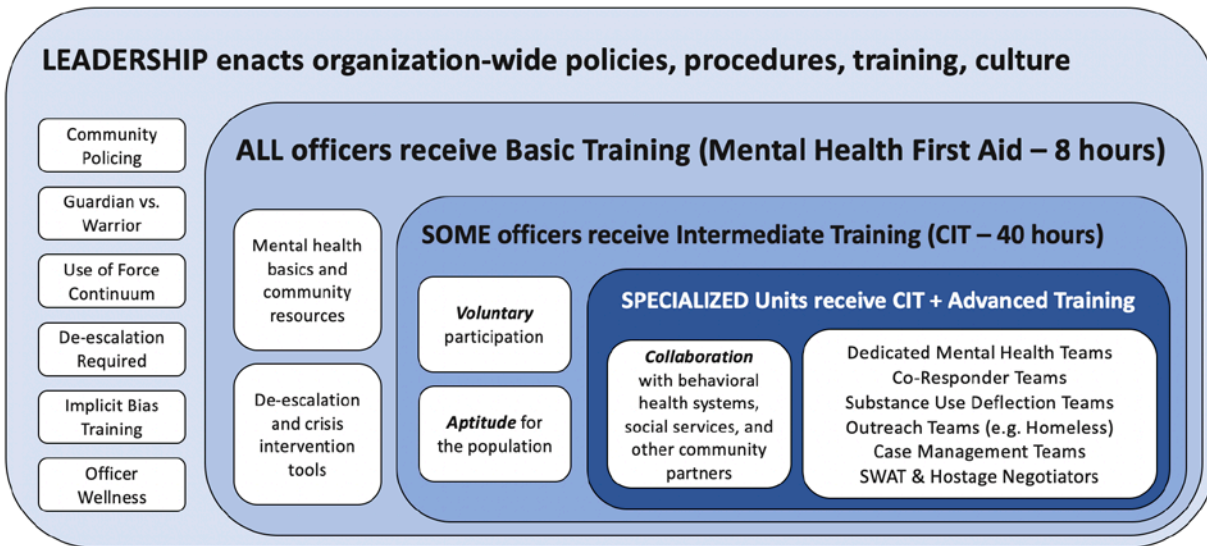 LEADERSHIP enacts organization-wide policies, procedures, training, culture
Community
Policing
Guardian vs.
Warrior
Use of Force
Continuum
De-escalation
Required
Implicit Bias
Training
Officer
Wellness
ALL officers receive Basic Training (Mental Health First Aid – 8 hours)
Mental health
basics and
community
resources
De-escalation
and crisis
intervention
tools
SOME officers receive Intermediate Training (CIT – 40 hours)
Voluntary
participation
Aptitude for
the population
SPECIALIZED Units receive CIT + Advanced Training
Collaboration
with behavioral
health systems,
social services, and
other community
partners
Dedicated Mental Health Teams
Co-Responder Teams
Substance Use Deflection Teams
Outreach Teams (e.g. Homeless)
Case Management Teams
SWAT & Hostage Negotiators